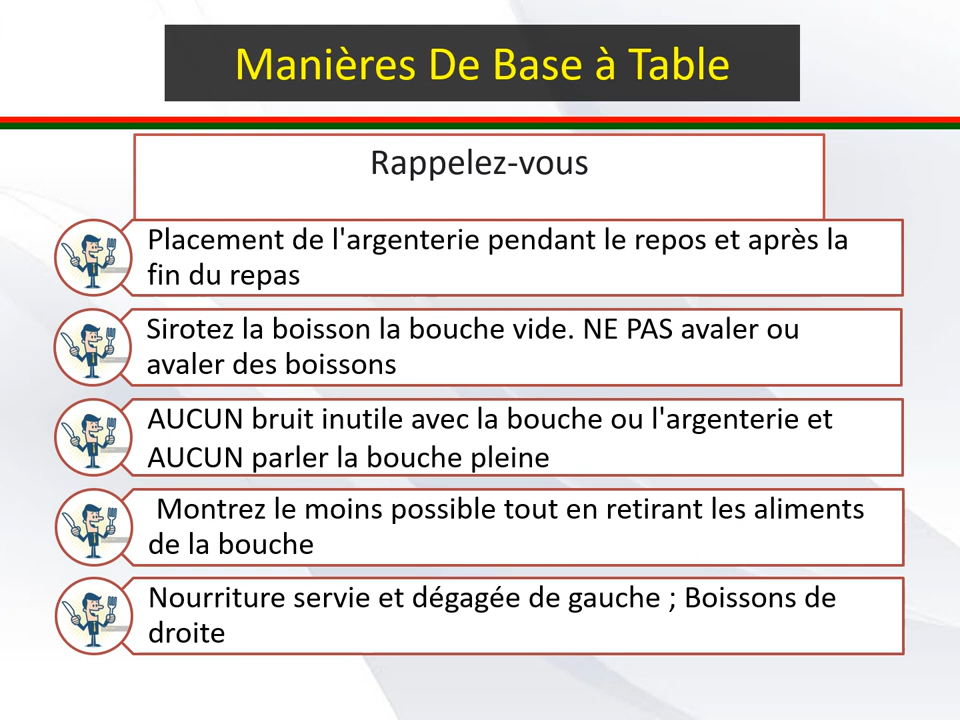 Manières De Base à Table
Rappelez-vous
Placement de l'argenterie pendant le repos et après la
fin du repas
Sirotez la boisson la bouche vide. NE PAS avaler ou
avaler des boissons
AUCUN bruit inutile avec la bouche ou l'argenterie et
AUCUN parler la bouche pleine
Montrez le moins possible tout en retirant les aliments
de la bouche
Nourriture servie et dégagée de gauche ; Boissons de
droite